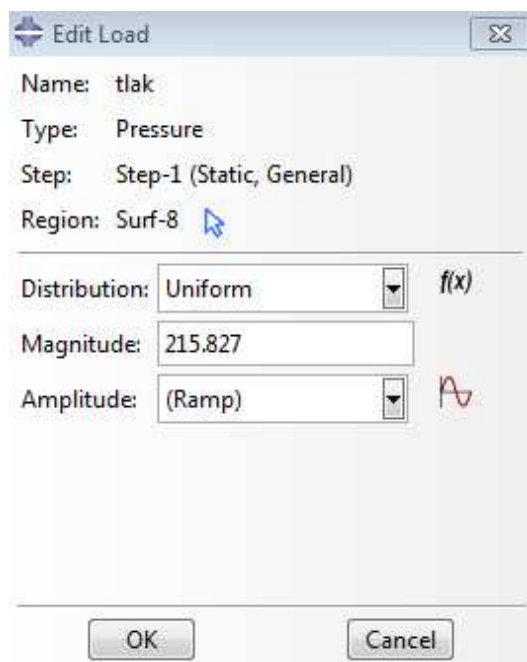 Edit Load
Name: tlak
Type: Pressure
Step: Step-1 (Static, General)
Region: Surf-8
Distribution: Uniform f(x)
Magnitude: 215.827
Amplitude: (Ramp)
OK Cancel